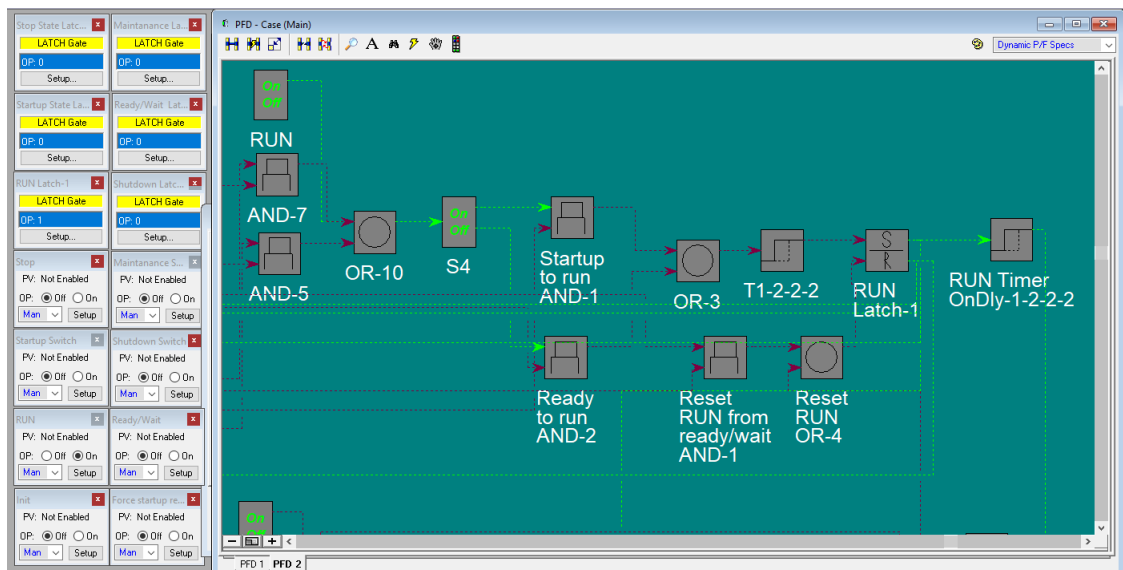 Stop State Latc...
LATCH Gate
OP: 0
Setup...
Maintanance La...
LATCH Gate
OP: 0
Setup...
Startup State La...
LATCH Gate
OP: 0
Setup...
Ready/Wait Lat...
LATCH Gate
OP: 0
Setup...
RUN Latch-1
LATCH Gate
OP: 1
Setup...
Shutdown Latc...
LATCH Gate
OP: 0
Setup...
Stop
PV: Not Enabled
OP: Off On
Man Setup
Maintanance S...
PV: Not Enabled
OP: Off On
Man Setup
Startup Switch
PV: Not Enabled
OP: Off On
Man Setup
Shutdown Switch
PV: Not Enabled
OP: Off On
Man Setup
RUN
PV: Not Enabled
OP: Off On
Man Setup
Ready/Wait
PV: Not Enabled
OP: Off On
Man Setup
Init
PV: Not Enabled
OP: Off On
Man Setup
Force startup re...
PV: Not Enabled
OP: Off On
Man Setup
PFD - Case (Main)
A
Dynamic P/F Specs
On
Off
RUN
AND-7
AND-5
OR-10
On
Off
S4
Startup
to run
AND-1
OR-3
T1-2-2-2
S
R
RUN
Latch-1
RUN Timer
OnDly-1-2-2-2
Ready
to run
AND-2
Reset
RUN from
ready/wait
AND-1
Reset
RUN
OR-4
On
Off
PFD 1
PFD 2